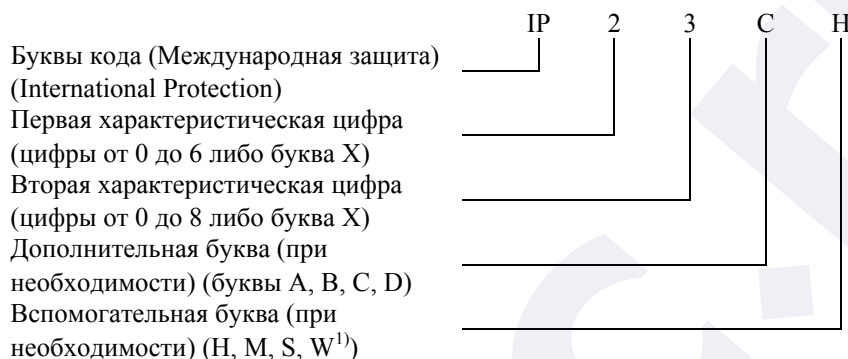 IP 2 3 C H
Буквы кода (Международная защита)
(International Protection)
Первая характеристическая цифра
(цифры от 0 до 6 либо буква X)
Вторая характеристическая цифра
(цифры от 0 до 8 либо буква X)
Дополнительная буква (при
необходимости) (буквы A, B, C, D)
Вспомогательная буква (при
необходимости) (H, M, S, W1))